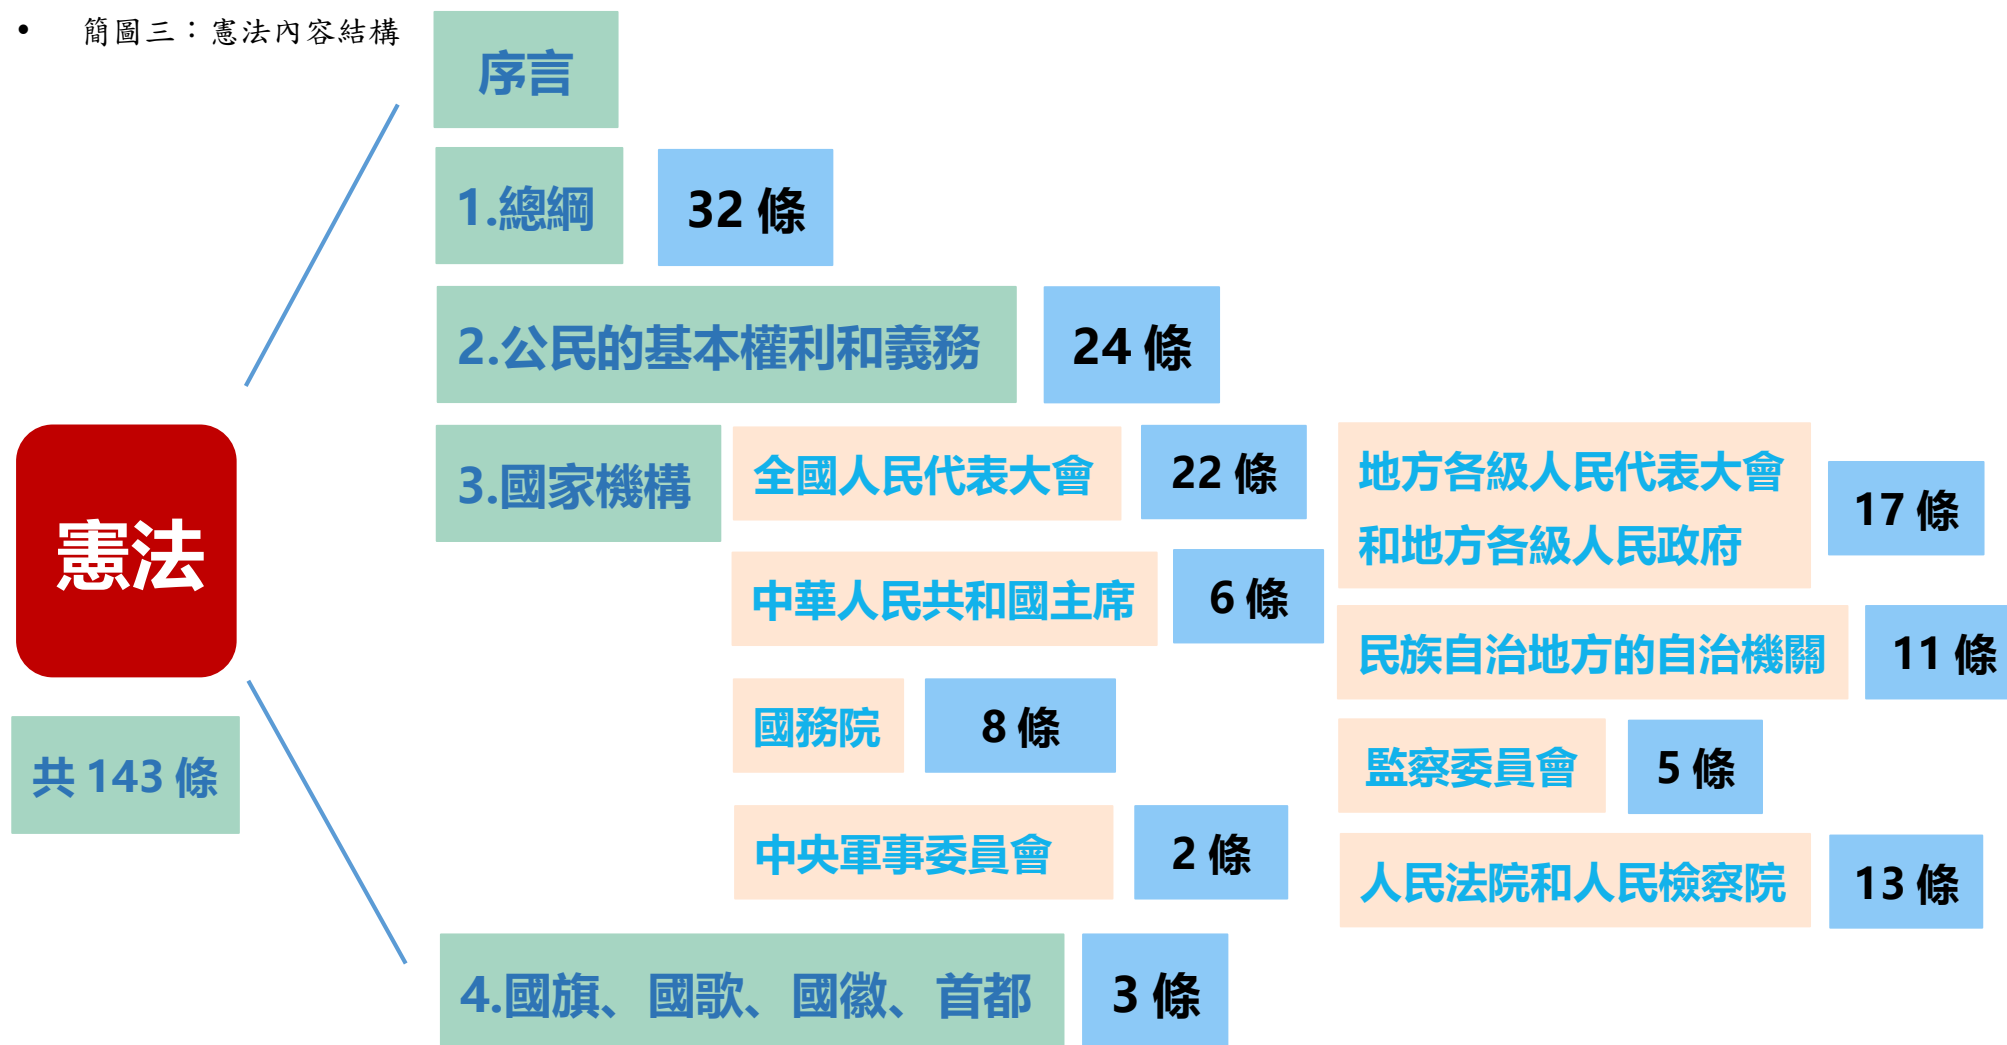 • 簡圖三：憲法內容結構
序言
1.總綱
32 條
2.公民的基本權利和義務
24 條
憲法
共 143 條
3.國家機構
全國人民代表大會
22 條
中華人民共和國主席
6 條
國務院
8 條
中央軍事委員會
2 條
地方各級人民代表大會
和地方各級人民政府
17 條
民族自治地方的自治機關
11 條
監察委員會
5 條
人民法院和人民檢察院
13 條
4.國旗、國歌、國徽、首都
3 條